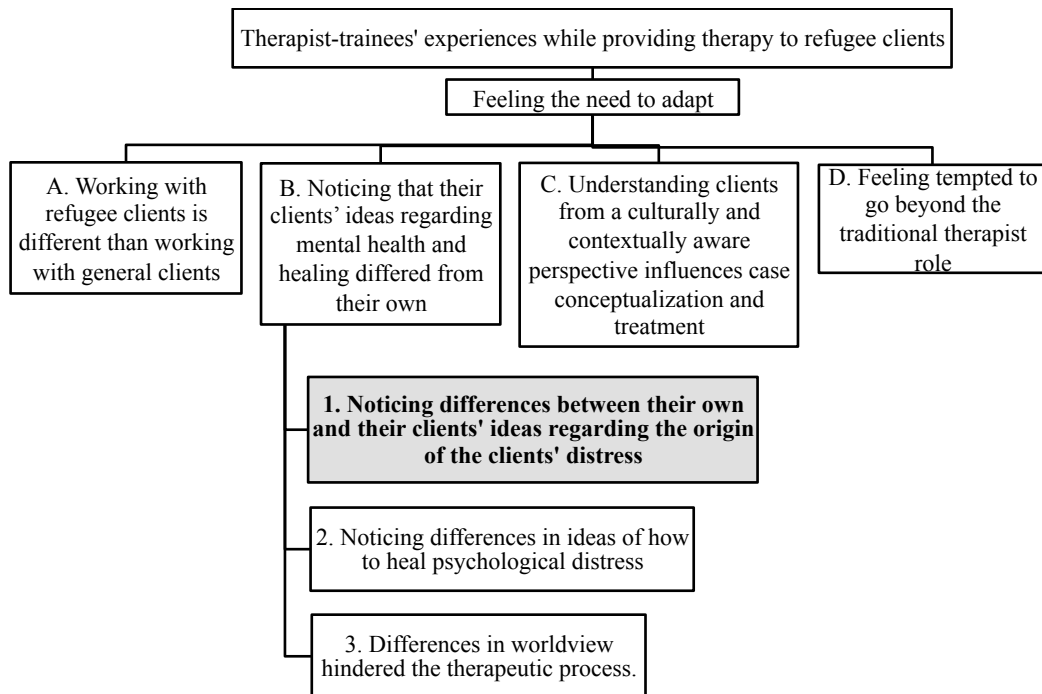 Therapist-trainees' experiences while providing therapy to refugee clients
Feeling the need to adapt
A. Working with
refugee clients is
different than working
with general clients
B. Noticing that their
clients’ ideas regarding
mental health and
healing differed from
their own
C. Understanding clients
from a culturally and
contextually aware
perspective influences case
conceptualization and
treatment
D. Feeling tempted to
go beyond the
traditional therapist
role
1. Noticing differences between their own
and their clients' ideas regarding the origin
of the clients' distress
2. Noticing differences in ideas of how
to heal psychological distress
3. Differences in worldview
hindered the therapeutic process.